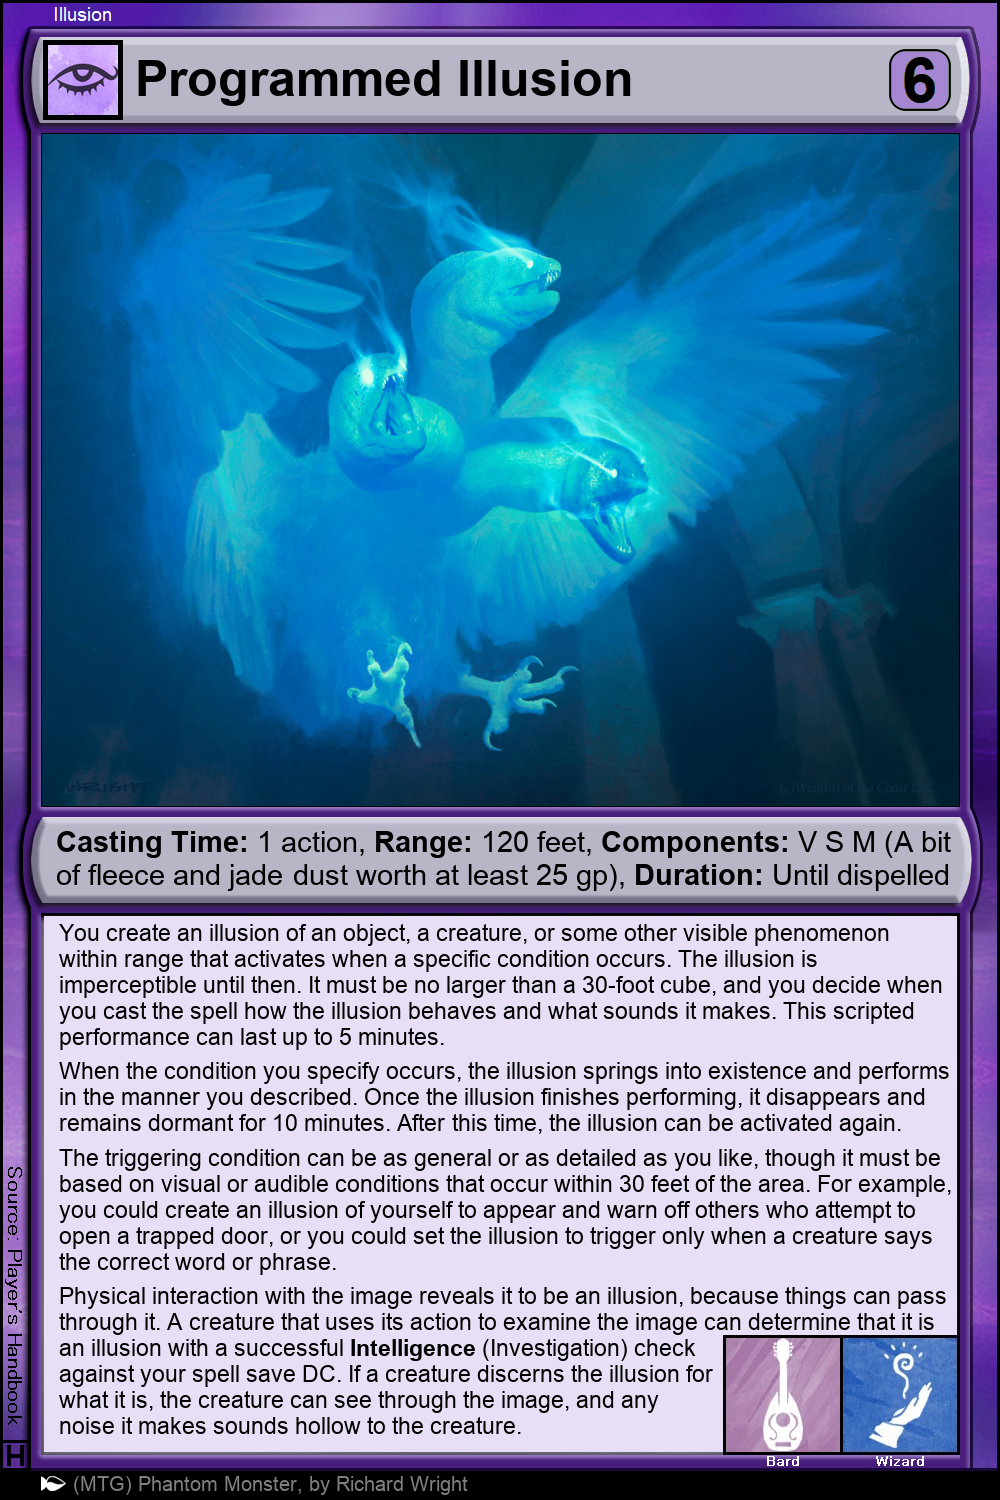 Illusion
Programmed Illusion
6
WRIGHT
(c) Wizards of the Coast
Casting Time: 1 action, Range: 120 feet, Components: V S M (A bit
of fleece and jade dust worth at least 25 gp), Duration: Until dispelled
You create an illusion of an object, a creature, or some other visible phenomenon
within range that activates when a specific condition occurs. The illusion is
imperceptible until then. It must be no larger than a 30-foot cube, and you decide when
you cast the spell how the illusion behaves and what sounds it makes. This scripted
performance can last up to 5 minutes.
When the condition you specify occurs, the illusion springs into existence and performs
in the manner you described. Once the illusion finishes performing, it disappears and
remains dormant for 10 minutes. After this time, the illusion can be activated again.
The triggering condition can be as general or as detailed as you like, though it must be
based on visual or audible conditions that occur within 30 feet of the area. For example,
you could create an illusion of yourself to appear and warn off others who attempt to
open a trapped door, or you could set the illusion to trigger only when a creature says
the correct word or phrase.
Physical interaction with the image reveals it to be an illusion, because things can pass
through it. A creature that uses its action to examine the image can determine that it is
an illusion with a successful Intelligence (Investigation) check
against your spell save DC. If a creature discerns the illusion for
what it is, the creature can see through the image, and any
noise it makes sounds hollow to the creature.
Bard
Wizard
Source: Player's Handbook
H
(MTG) Phantom Monster, by Richard Wright